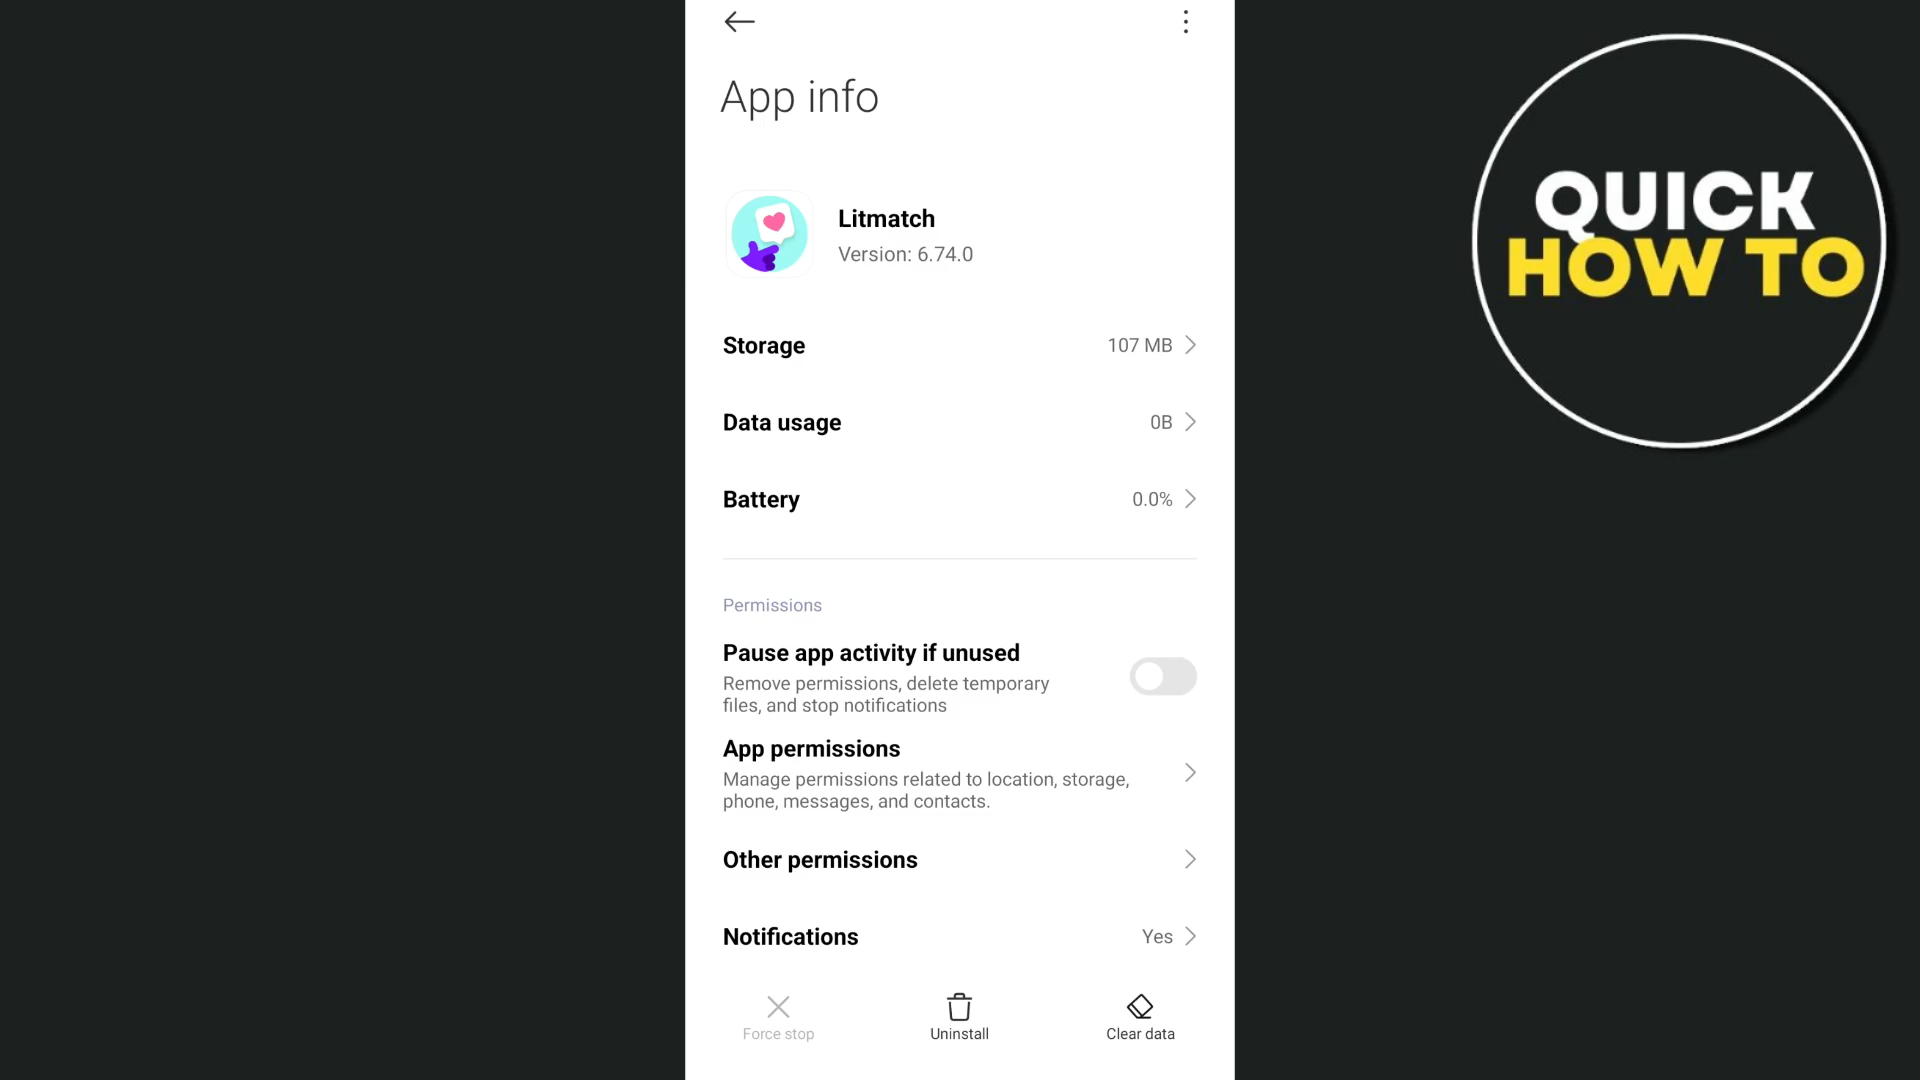 App info
Litmatch
Version: 6.74.0
Storage 107 MB
Data usage 0B
Battery 0.0%
Permissions
Pause app activity if unused
Remove permissions, delete temporary
files, and stop notifications
App permissions
Manage permissions related to location, storage,
phone, messages, and contacts.
Other permissions
Notifications Yes
Force stop Uninstall Clear data
QUICK
HOW TO